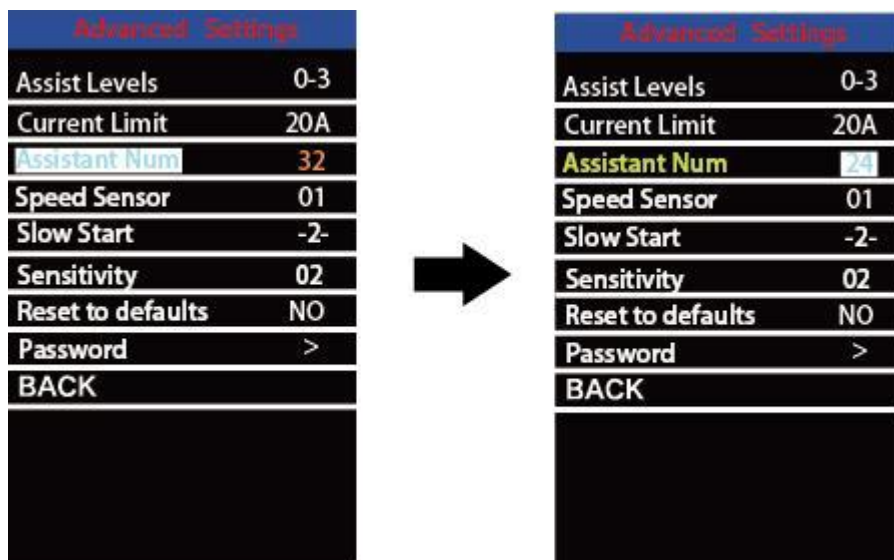 Advanced Settings
Assist Levels 0-3
Current Limit 20A
Assistant Num 32
Speed Sensor 01
Slow Start -2-
Sensitivity 02
Reset to defaults NO
Password >
BACK
Advanced Settings
Assist Levels 0-3
Current Limit 20A
Assistant Num 24
Speed Sensor 01
Slow Start -2-
Sensitivity 02
Reset to defaults NO
Password >
BACK